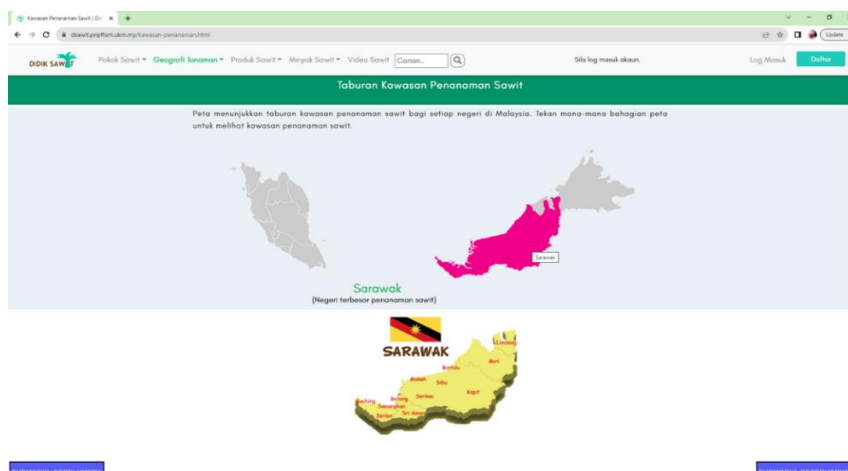 Kawasan Penanaman Sawit | Di
dsawit.pnpftsm.ukm.my/kawasan-penanaman.html
Update
DIDIK SAWIT
Pokok Sawit
Geografi Tanaman
Produk Sawit
Minyak Sawit
Video Sawit
Carian...
Sila log masuk akaun.
Log Masuk
Daftar
Taburan Kawasan Penanaman Sawit
Peta menunjukkan taburan kawasan penanaman sawit bagi setiap negeri di Malaysia. Tekan mana-mana bahagian peta
untuk melihat kawasan penanaman sawit.
Sarawak
Sarawak
(Negeri terbesar penanaman sawit)
SARAWAK
Limbang
Miri
Bintulu
Mukah
Sibu
Kapit
Kuching
Betong
Sarikei
Samarahan
Serian
Sri Aman